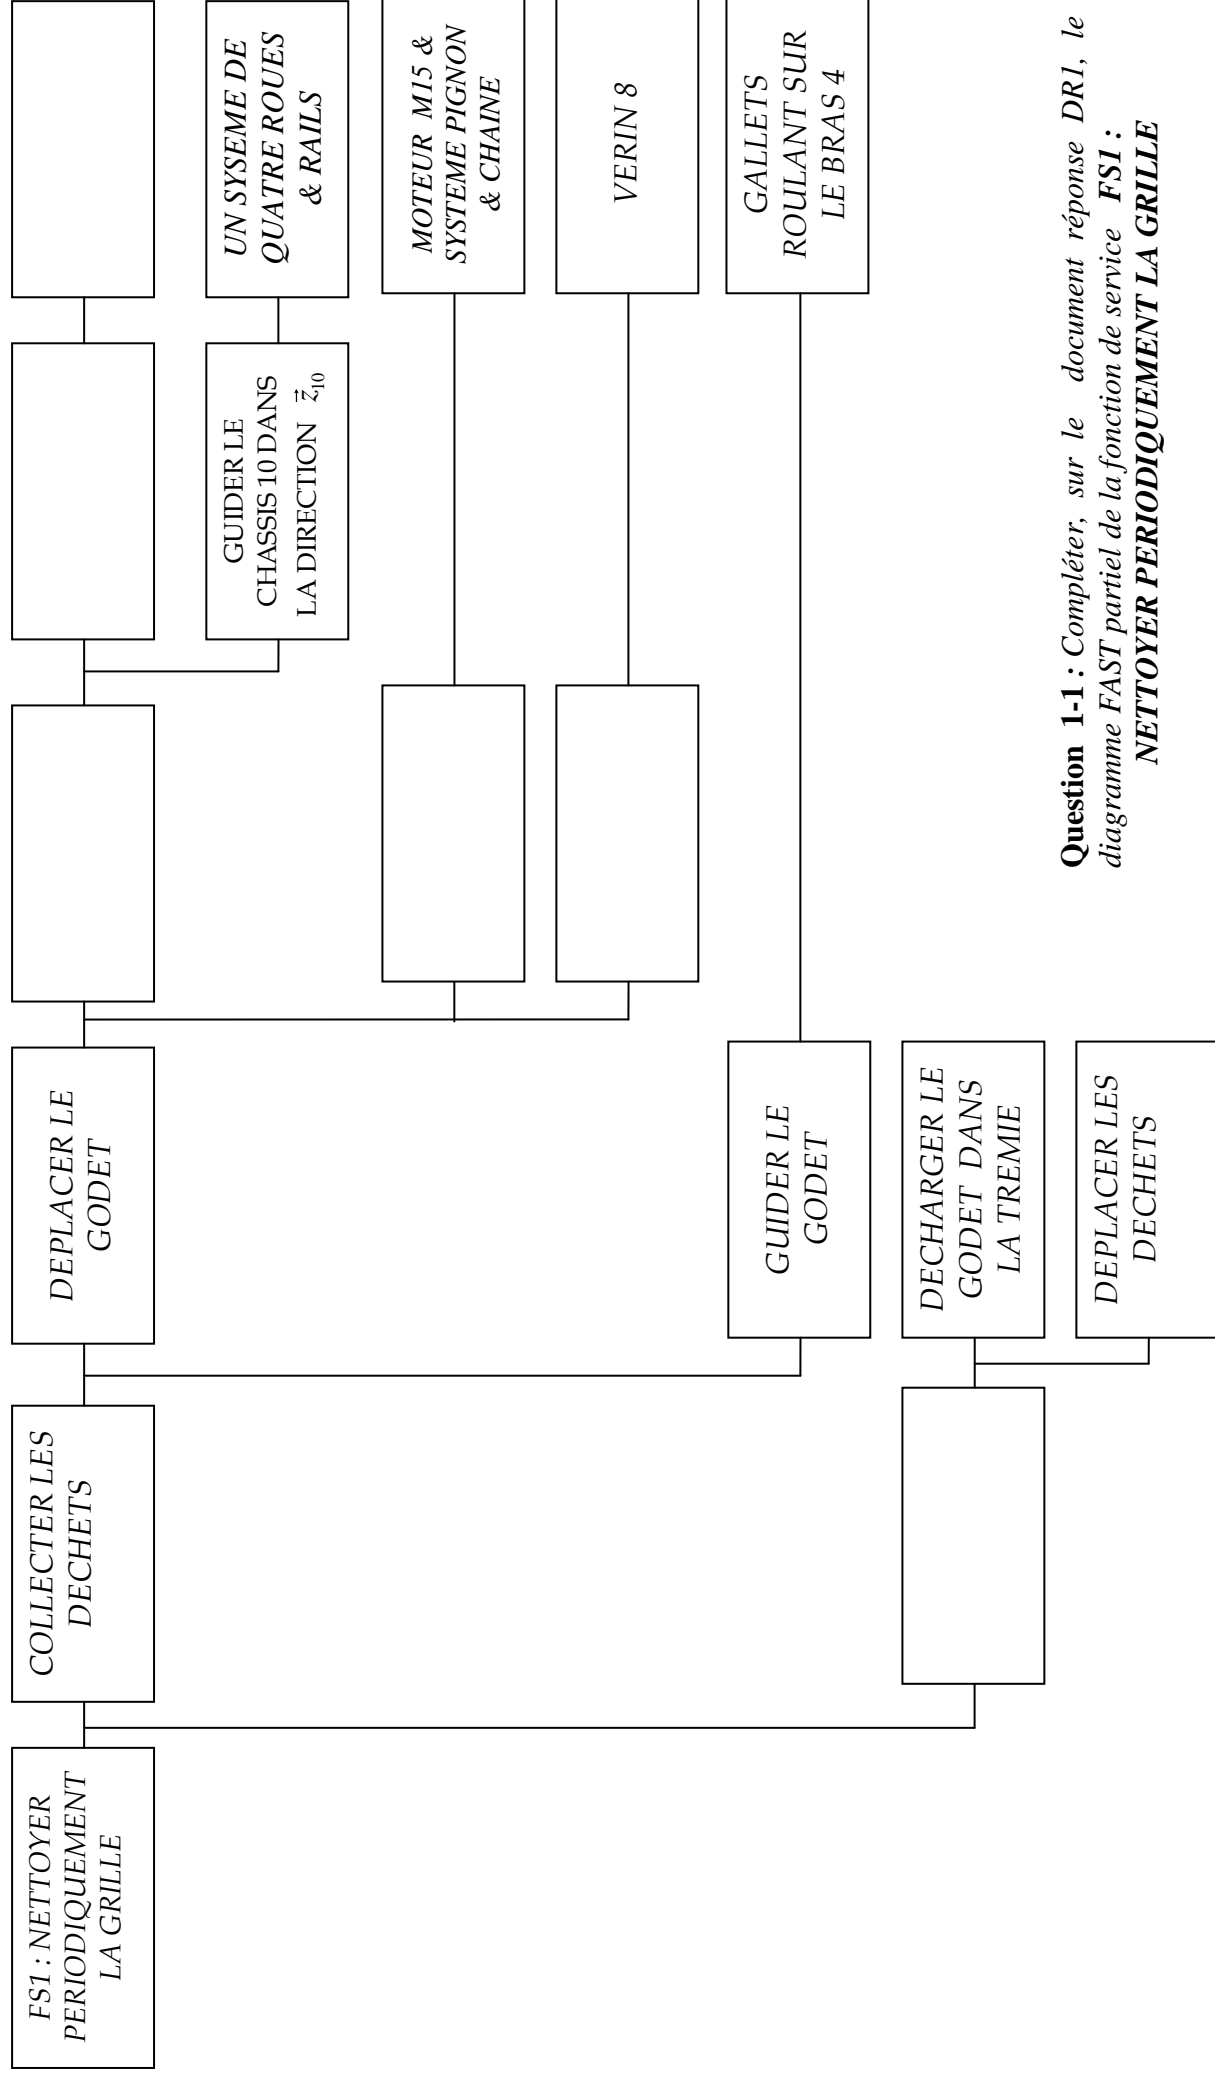 FS1 : NETTOYER
PERIODIQUEMENT
LA GRILLE
COLLECTER LES
DECHETS
DEPLACER LE
GODET
GUIDER LE
CHASSIS 10 DANS
LA DIRECTION z⃗₁₀
UN SYSEME DE
QUATRE ROUES
& RAILS
MOTEUR M15 &
SYSTEME PIGNON
& CHAINE
VERIN 8
GUIDER LE
GODET
GALLETS
ROULANT SUR
LE BRAS 4
DECHARGER LE
GODET DANS
LA TREMIE
DEPLACER LES
DECHETS
Question 1-1 : Compléter, sur le document réponse DR1, le
diagramme FAST partiel de la fonction de service FS1 :
NETTOYER PERIODIQUEMENT LA GRILLE